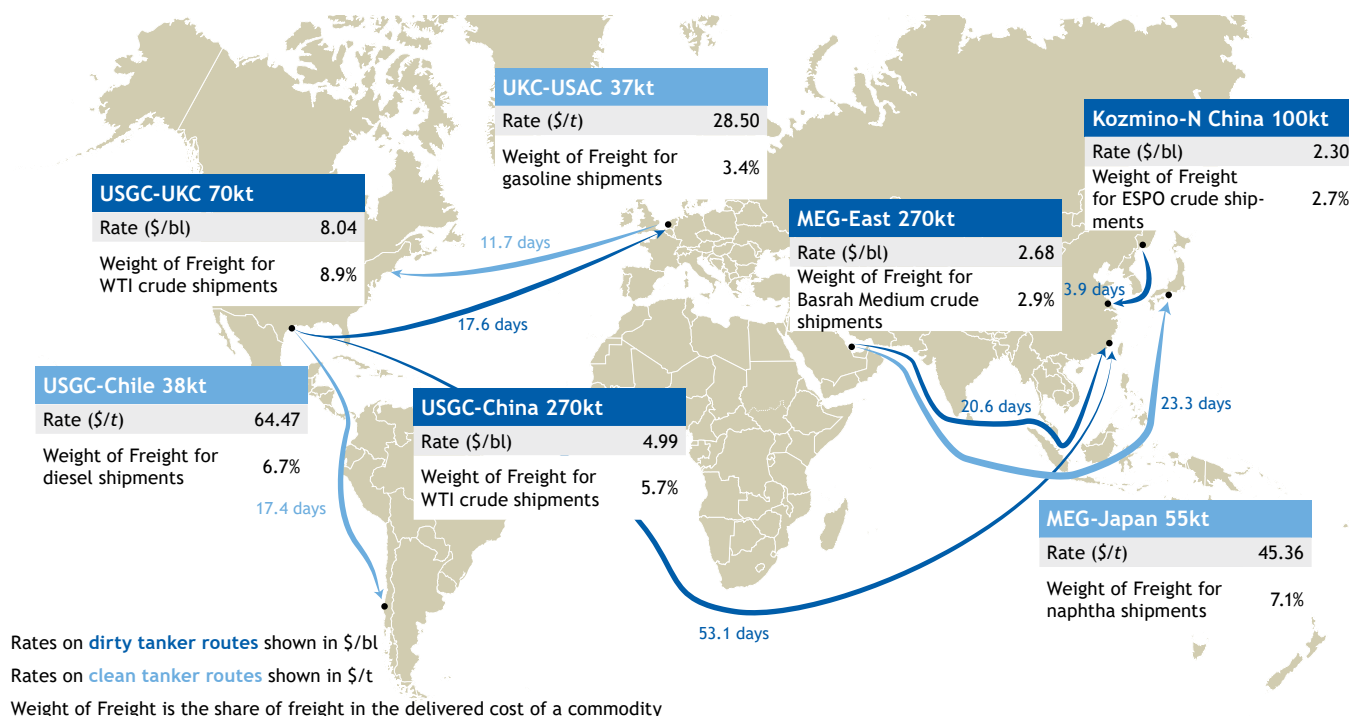 UKC-USAC 37kt
Rate ($/t) 28.50
Weight of Freight for
gasoline shipments 3.4%
Kozmino-N China 100kt
Rate ($/bl) 2.30
Weight of Freight
for ESPO crude ship-
ments 2.7%
USGC-UKC 70kt
Rate ($/bl) 8.04
Weight of Freight for
WTI crude shipments 8.9%
MEG-East 270kt
Rate ($/bl) 2.68
Weight of Freight for
Basrah Medium crude
shipments 2.9%
11.7 days
17.6 days
3.9 days
USGC-Chile 38kt
Rate ($/t) 64.47
Weight of Freight for
diesel shipments 6.7%
17.4 days
USGC-China 270kt
Rate ($/bl) 4.99
Weight of Freight for
WTI crude shipments 5.7%
20.6 days
23.3 days
MEG-Japan 55kt
Rate ($/t) 45.36
Weight of Freight for
naphtha shipments 7.1%
53.1 days
Rates on dirty tanker routes shown in $/bl
Rates on clean tanker routes shown in $/t
Weight of Freight is the share of freight in the delivered cost of a commodity